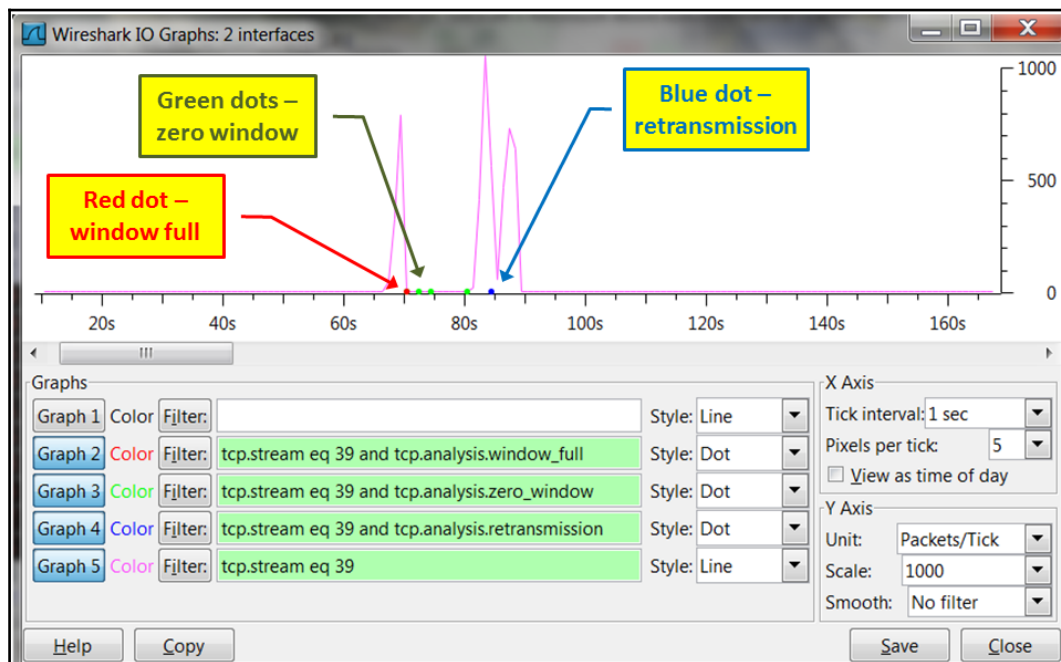 Wireshark IO Graphs: 2 interfaces
Green dots –
zero window
Blue dot –
retransmission
Red dot –
window full
1000
500
0
20s 40s 60s 80s 100s 120s 140s 160s
Graphs
Graph 1 Color Filter: Style: Line
Graph 2 Color Filter: tcp.stream eq 39 and tcp.analysis.window_full Style: Dot
Graph 3 Color Filter: tcp.stream eq 39 and tcp.analysis.zero_window Style: Dot
Graph 4 Color Filter: tcp.stream eq 39 and tcp.analysis.retransmission Style: Dot
Graph 5 Color Filter: tcp.stream eq 39 Style: Line
X Axis
Tick interval: 1 sec
Pixels per tick: 5
View as time of day
Y Axis
Unit: Packets/Tick
Scale: 1000
Smooth: No filter
Help Copy Save Close